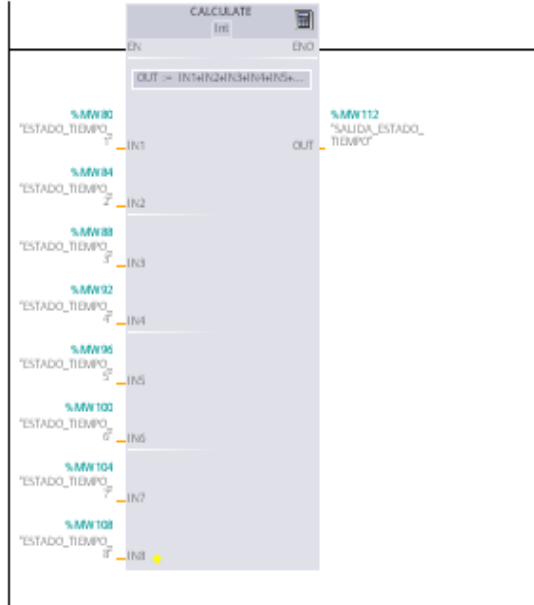 CALCULATE
Int
EN ENO
OUT := IN1+IN2+IN3+IN4+IN5+...
%MW80 %MW112
"ESTADO_TIEMPO_ "SALIDA_ESTADO_
1" IN1 OUT TIEMPO"
%MW84
"ESTADO_TIEMPO_
2" IN2
%MW88
"ESTADO_TIEMPO_
3" IN3
%MW92
"ESTADO_TIEMPO_
4" IN4
%MW96
"ESTADO_TIEMPO_
5" IN5
%MW100
"ESTADO_TIEMPO_
6" IN6
%MW104
"ESTADO_TIEMPO_
7" IN7
%MW108
"ESTADO_TIEMPO_
8" IN8